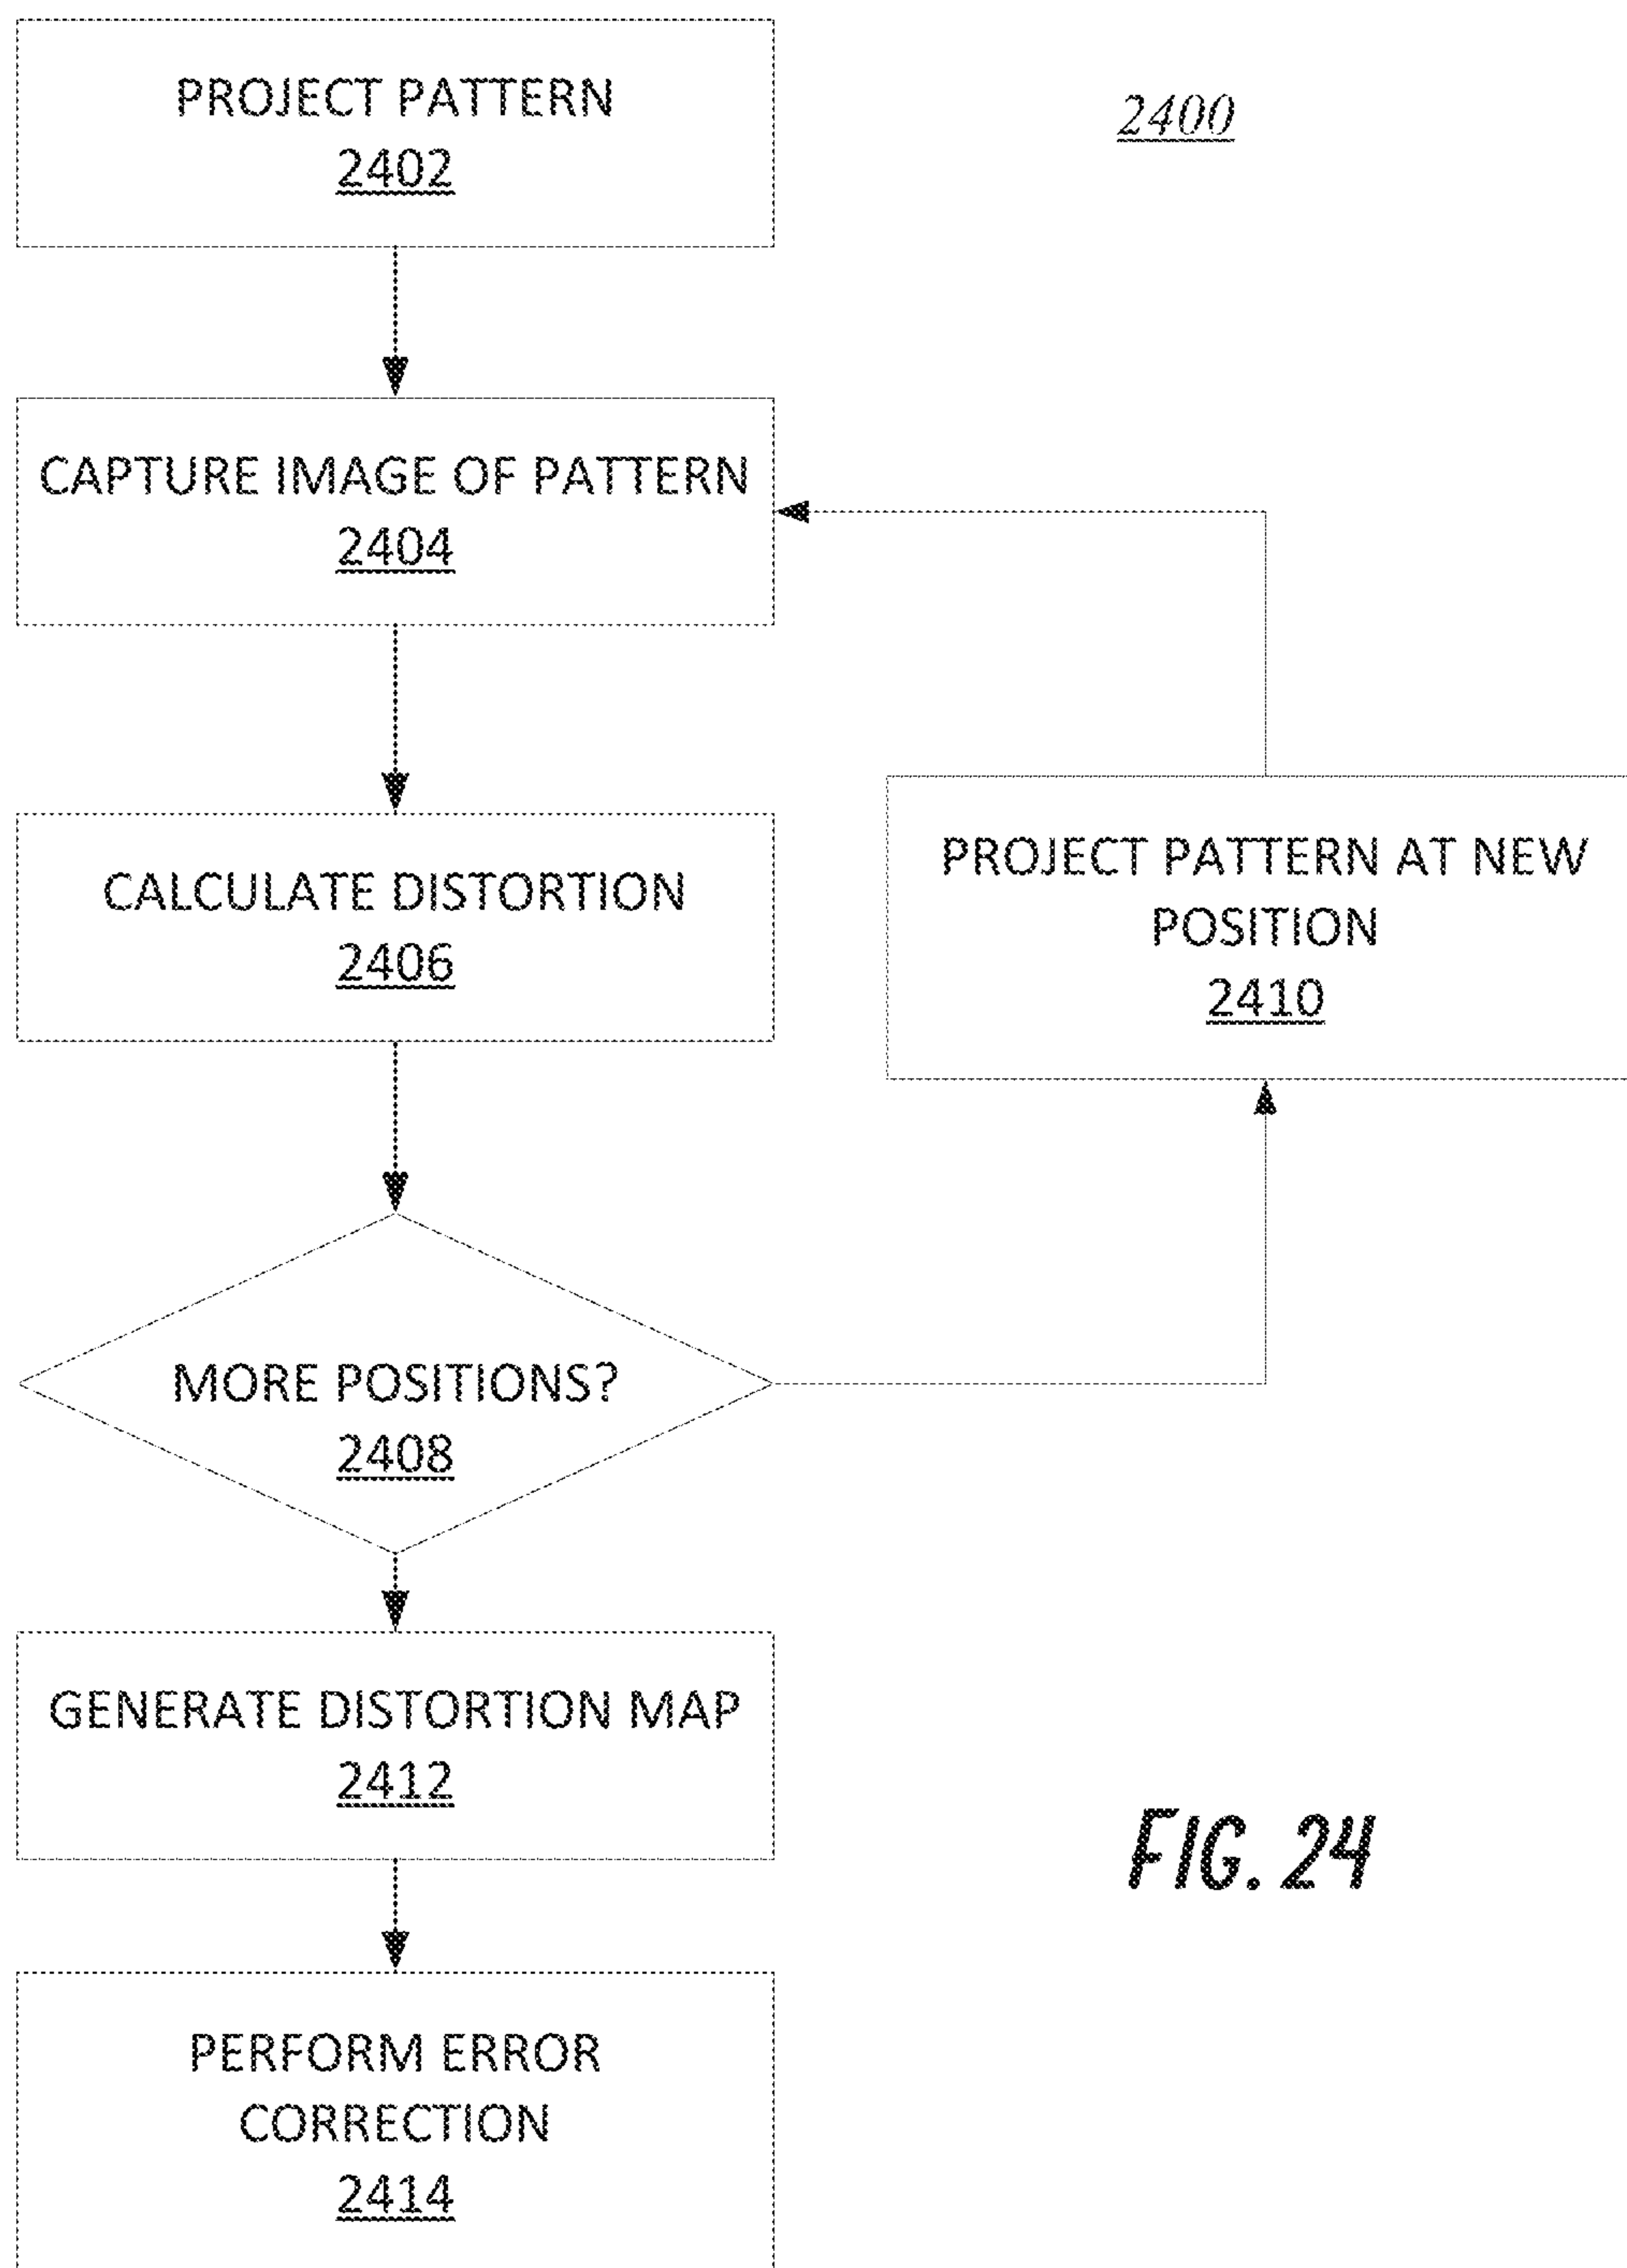 PROJECT PATTERN
2402
2400
CAPTURE IMAGE OF PATTERN
2404
CALCULATE DISTORTION
2406
PROJECT PATTERN AT NEW
POSITION
2410
MORE POSITIONS?
2408
GENERATE DISTORTION MAP
2412
FIG. 24
PERFORM ERROR
CORRECTION
2414